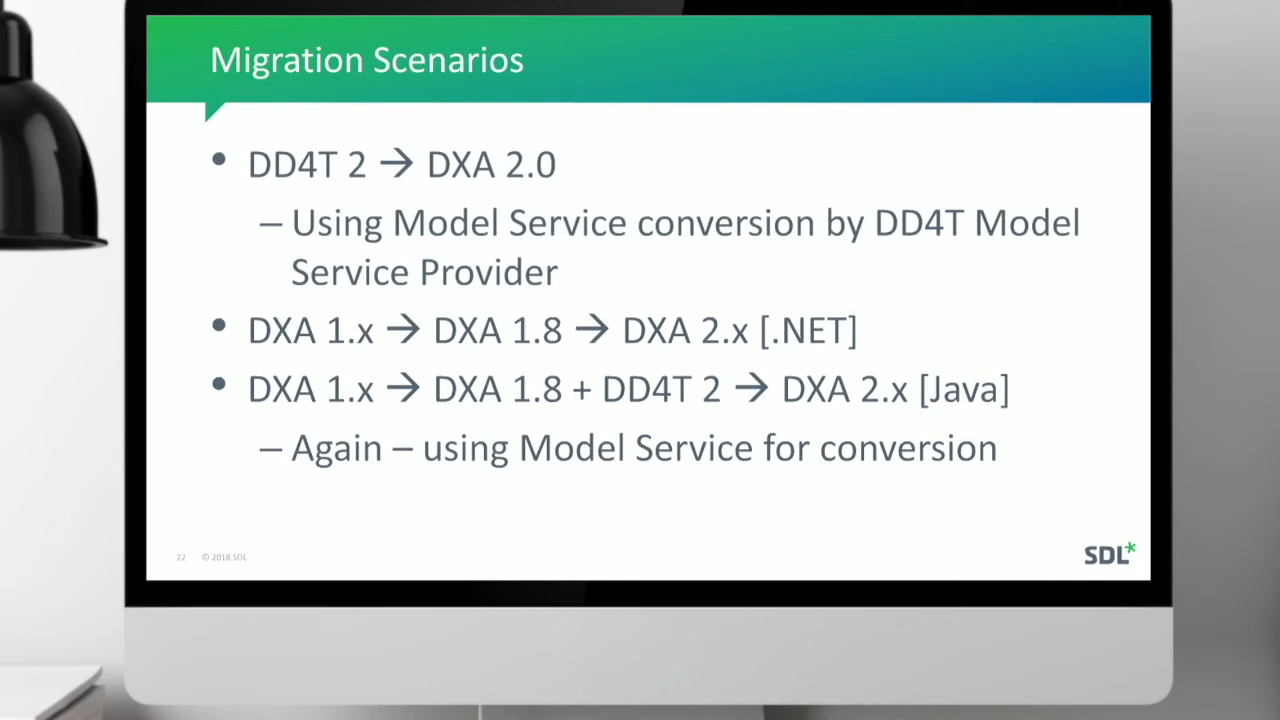 Migration Scenarios
• DD4T 2 → DXA 2.0
– Using Model Service conversion by DD4T Model
Service Provider
• DXA 1.x → DXA 1.8 → DXA 2.x [.NET]
• DXA 1.x → DXA 1.8 + DD4T 2 → DXA 2.x [Java]
– Again – using Model Service for conversion
22 © 2018 SDL
SDL*